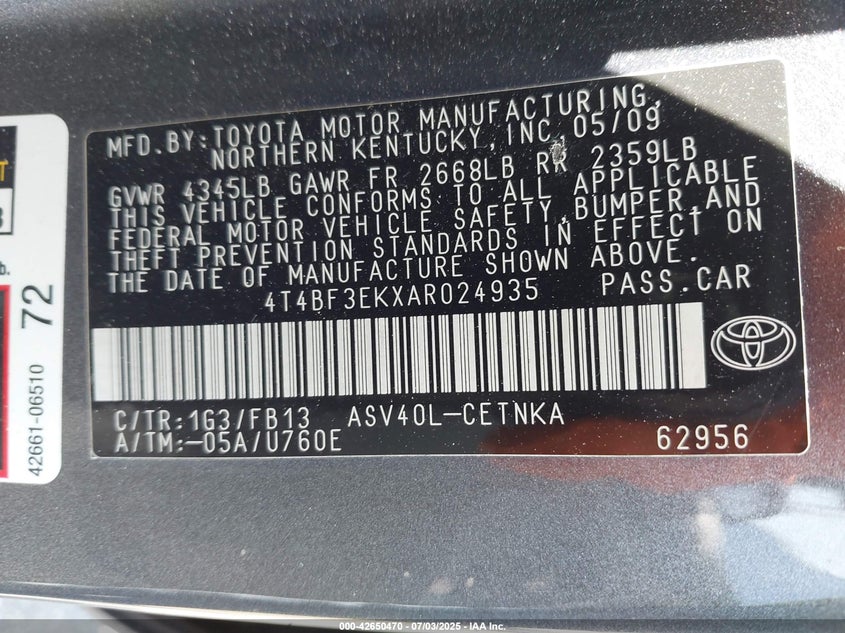 MFD.BY:TOYOTA MOTOR MANUFACTURING,
NORTHERN KENTUCKY,INC.05/09
GVWR 4345LB GAWR FR 2668LB RR 2359LB
THIS VEHICLE CONFORMS TO ALL APPLICABLE
FEDERAL MOTOR VEHICLE SAFETY,BUMPER,AND
THEFT PREVENTION STANDARDS IN EFFECT ON
THE DATE OF MANUFACTURE SHOWN ABOVE.
4T4BF3EKXAR024935 PASS.CAR
C/TR:1G3/FB13 ASV40L-CETNKA
A/TM:-05A/U760E 62956
72
42661-06510
000-42650470 - 07/03/2025 - IAA Inc.